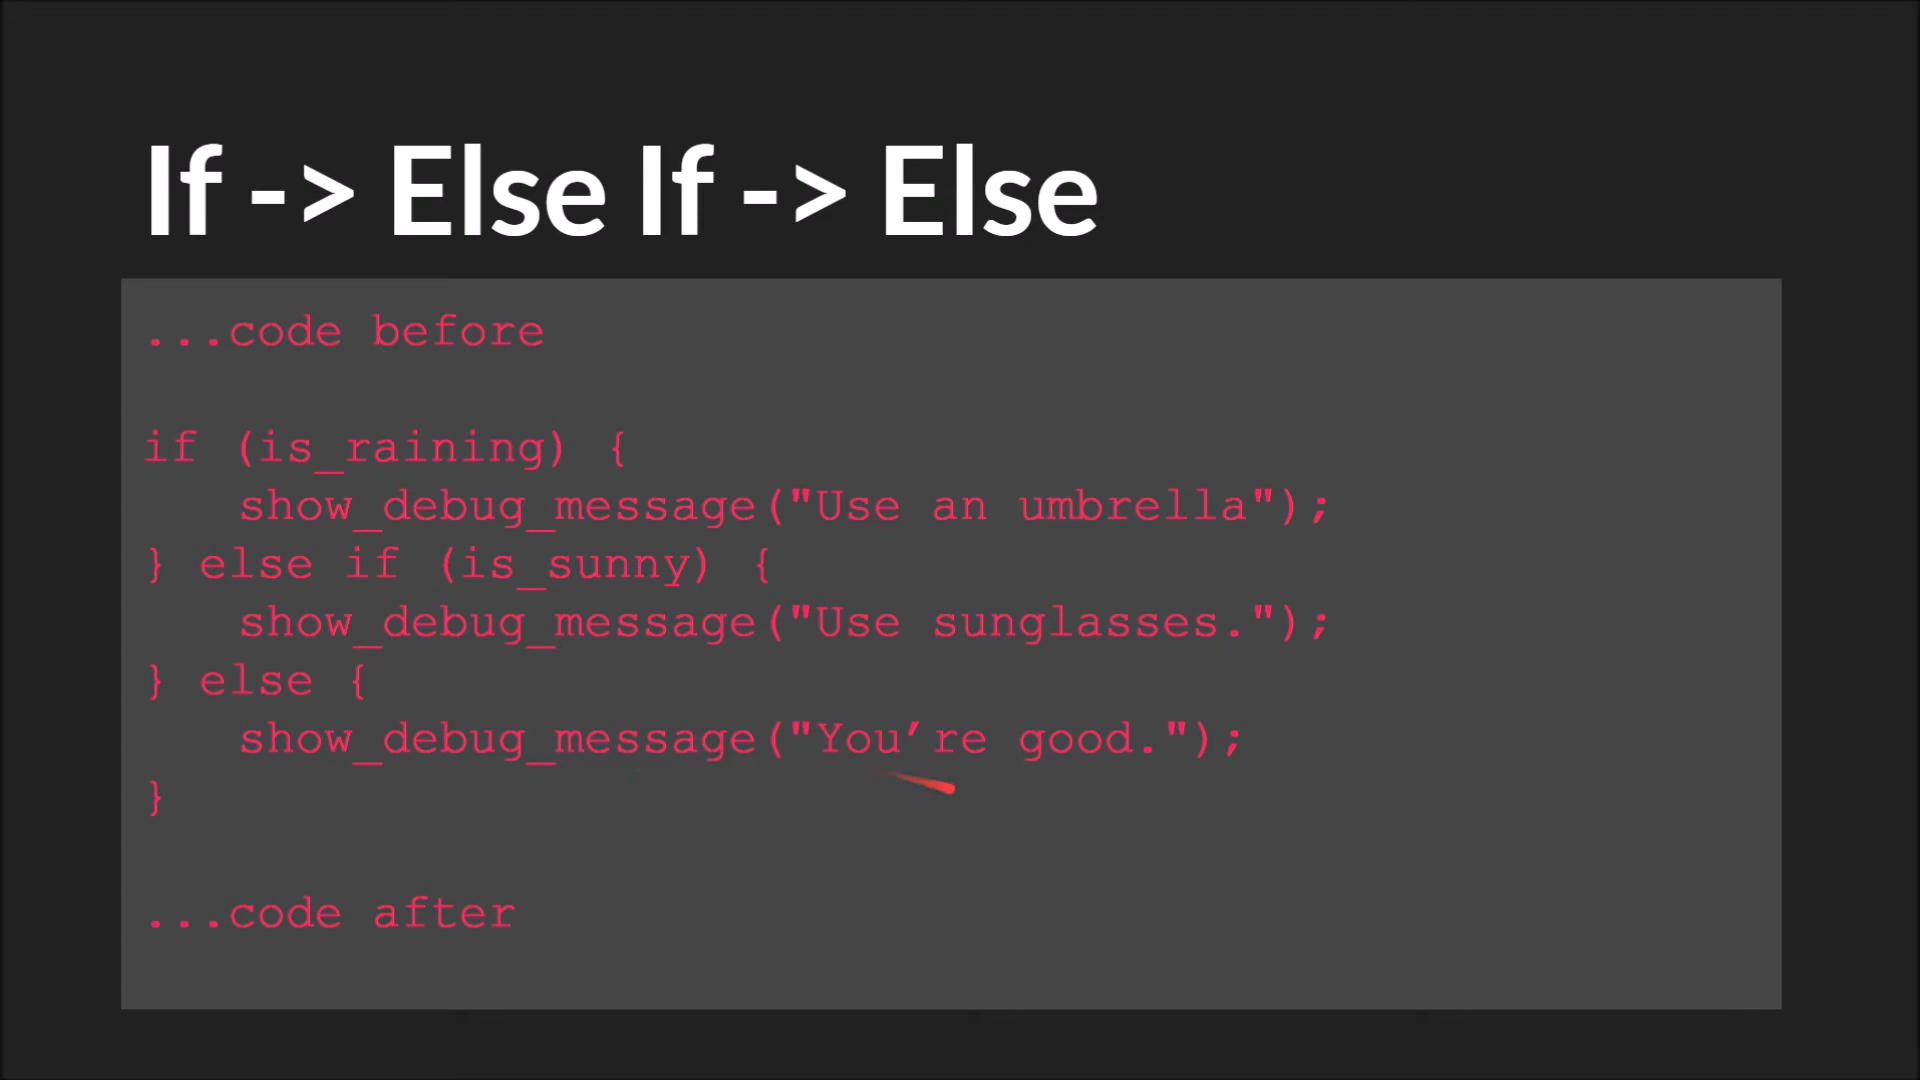 If -> Else If -> Else
...code before
if (is_raining) {
show_debug_message("Use an umbrella");
} else if (is_sunny) {
show_debug_message("Use sunglasses.");
} else {
show_debug_message("You’re good.");
}
...code after